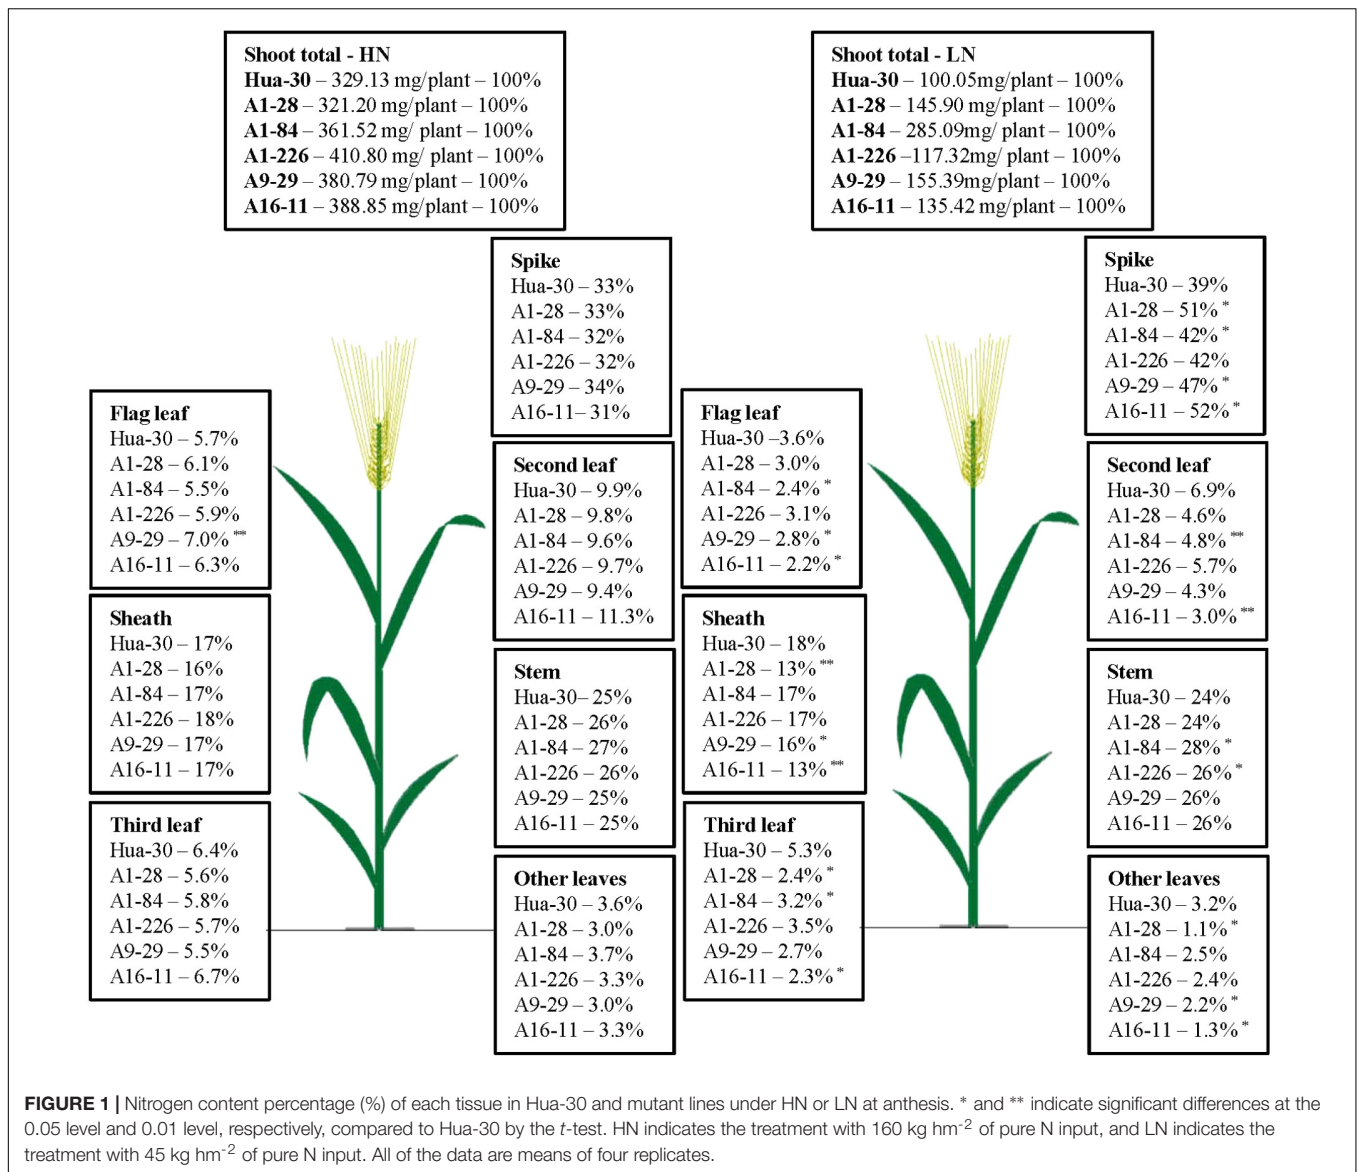 Shoot total - HN
Hua-30 – 329.13 mg/plant – 100%
A1-28 – 321.20 mg/plant – 100%
A1-84 – 361.52 mg/ plant – 100%
A1-226 – 410.80 mg/ plant – 100%
A9-29 – 380.79 mg/plant – 100%
A16-11 – 388.85 mg/plant – 100%
Spike
Hua-30 – 33%
A1-28 – 33%
A1-84 – 32%
A1-226 – 32%
A9-29 – 34%
A16-11– 31%
Flag leaf
Hua-30 – 5.7%
A1-28 – 6.1%
A1-84 – 5.5%
A1-226 – 5.9%
A9-29 – 7.0% **
A16-11 – 6.3%
Second leaf
Hua-30 – 9.9%
A1-28 – 9.8%
A1-84 – 9.6%
A1-226 – 9.7%
A9-29 – 9.4%
A16-11 – 11.3%
Sheath
Hua-30 – 17%
A1-28 – 16%
A1-84 – 17%
A1-226 – 18%
A9-29 – 17%
A16-11 – 17%
Stem
Hua-30– 25%
A1-28 – 26%
A1-84 – 27%
A1-226 – 26%
A9-29 – 25%
A16-11 – 25%
Third leaf
Hua-30 – 6.4%
A1-28 – 5.6%
A1-84 – 5.8%
A1-226 – 5.7%
A9-29 – 5.5%
A16-11 – 6.7%
Other leaves
Hua-30 – 3.6%
A1-28 – 3.0%
A1-84 – 3.7%
A1-226 – 3.3%
A9-29 – 3.0%
A16-11 – 3.3%
Shoot total - LN
Hua-30 – 100.05mg/plant – 100%
A1-28 – 145.90 mg/plant – 100%
A1-84 – 285.09mg/ plant – 100%
A1-226 –117.32mg/ plant – 100%
A9-29 – 155.39mg/plant – 100%
A16-11 – 135.42 mg/plant – 100%
Spike
Hua-30 – 39%
A1-28 – 51% *
A1-84 – 42% *
A1-226 – 42%
A9-29 – 47% *
A16-11 – 52% *
Flag leaf
Hua-30 –3.6%
A1-28 – 3.0%
A1-84 – 2.4% *
A1-226 – 3.1%
A9-29 – 2.8% *
A16-11 – 2.2% *
Second leaf
Hua-30 – 6.9%
A1-28 – 4.6%
A1-84 – 4.8% **
A1-226 – 5.7%
A9-29 – 4.3%
A16-11 – 3.0% **
Sheath
Hua-30 – 18%
A1-28 – 13% **
A1-84 – 17%
A1-226 – 17%
A9-29 – 16% *
A16-11 – 13% **
Stem
Hua-30 – 24%
A1-28 – 24%
A1-84 – 28% *
A1-226 – 26% *
A9-29 – 26%
A16-11 – 26%
Third leaf
Hua-30 – 5.3%
A1-28 – 2.4% *
A1-84 – 3.2% *
A1-226 – 3.5%
A9-29 – 2.7%
A16-11 – 2.3% *
Other leaves
Hua-30 – 3.2%
A1-28 – 1.1% *
A1-84 – 2.5%
A1-226 – 2.4%
A9-29 – 2.2% *
A16-11 – 1.3% *
FIGURE 1 | Nitrogen content percentage (%) of each tissue in Hua-30 and mutant lines under HN or LN at anthesis. * and ** indicate significant differences at the
0.05 level and 0.01 level, respectively, compared to Hua-30 by the t-test. HN indicates the treatment with 160 kg hm-2 of pure N input, and LN indicates the
treatment with 45 kg hm-2 of pure N input. All of the data are means of four replicates.